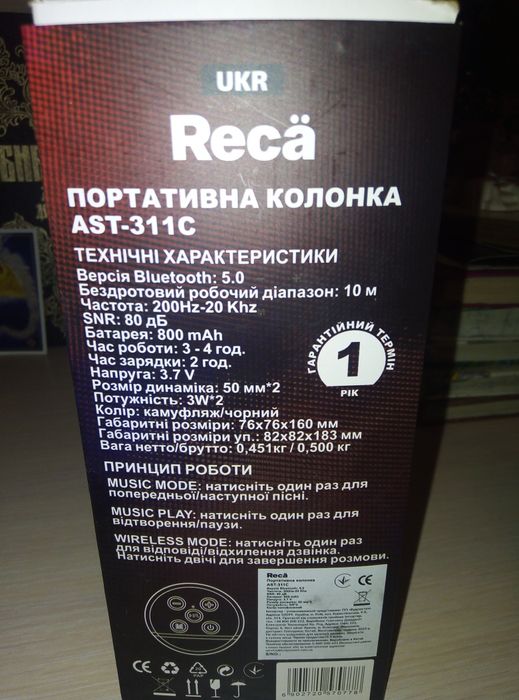 UKR
Recä
ПОРТАТИВНА КОЛОНКА
AST-311C
ТЕХНІЧНІ ХАРАКТЕРИСТИКИ
Версія Bluetooth: 5.0
Бездротовий робочий діапазон: 10 м
Частота: 200Hz-20 Khz
SNR: 80 дБ
Батарея: 800 mAh
Час роботи: 3 - 4 год.
Час зарядки: 2 год.
Напруга: 3.7 V
Розмір динаміка: 50 мм*2
Потужність: 3W*2
Колір: камуфляж/чорний
Габаритні розміри: 76x76x160 мм
Габаритні розміри уп.: 82x82x183 мм
Вага нетто/брутто: 0,451кг / 0,500 кг
ГАРАНТІЙНИЙ ТЕРМІН
1
РІК
ПРИНЦИП РОБОТИ
MUSIC MODE: натисніть один раз для
попередньої/наступної пісні.
MUSIC PLAY: натисніть один раз для
відтворення/паузи.
WIRELESS MODE: натисніть один раз
для відповіді/відхилення дзвінка.
Натисніть двічі для завершення розмови.
Recä
Портативна колонка
AST-311C
CE
PAP
6902720570778